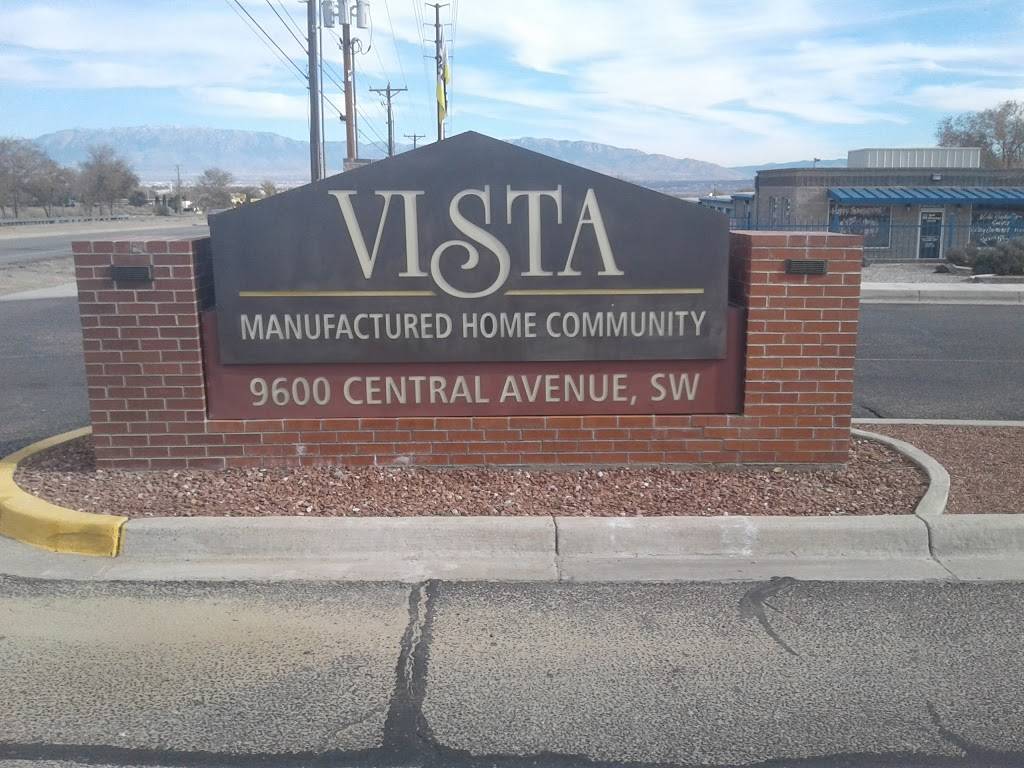 VISTA
MANUFACTURED HOME COMMUNITY
9600 CENTRAL AVENUE, SW